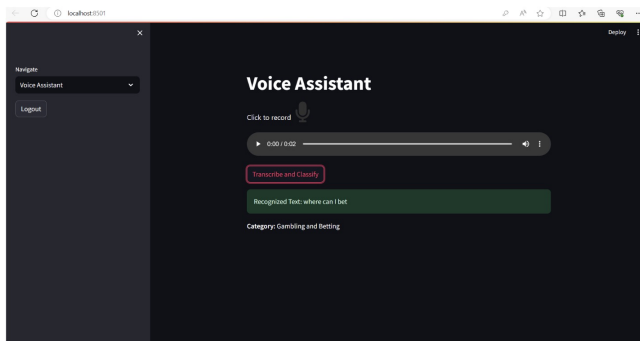 localhost:8501
Deploy
Navigate
Voice Assistant
Logout
Voice Assistant
Click to record
0:00 / 0:02
Transcribe and Classify
Recognized Text: where can I bet
Category: Gambling and Betting